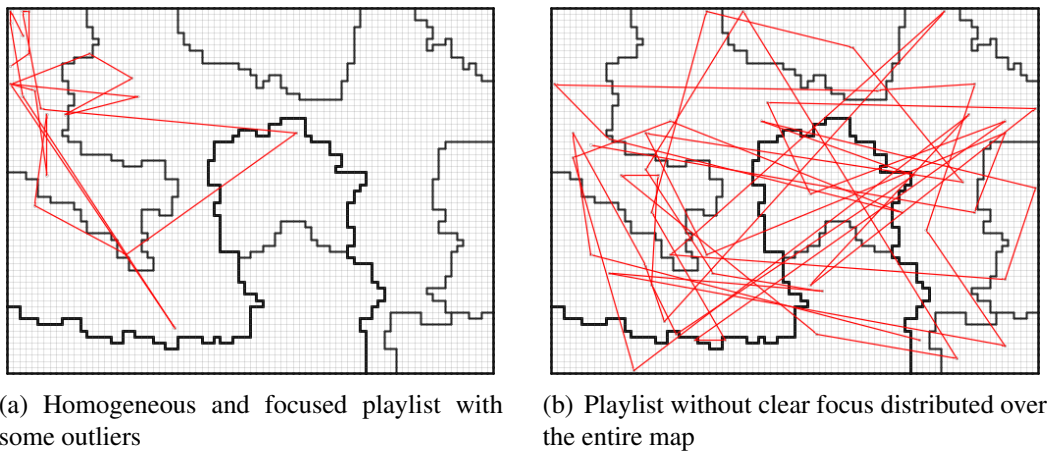 (a) Homogeneous and focused playlist with
some outliers
(b) Playlist without clear focus distributed over
the entire map